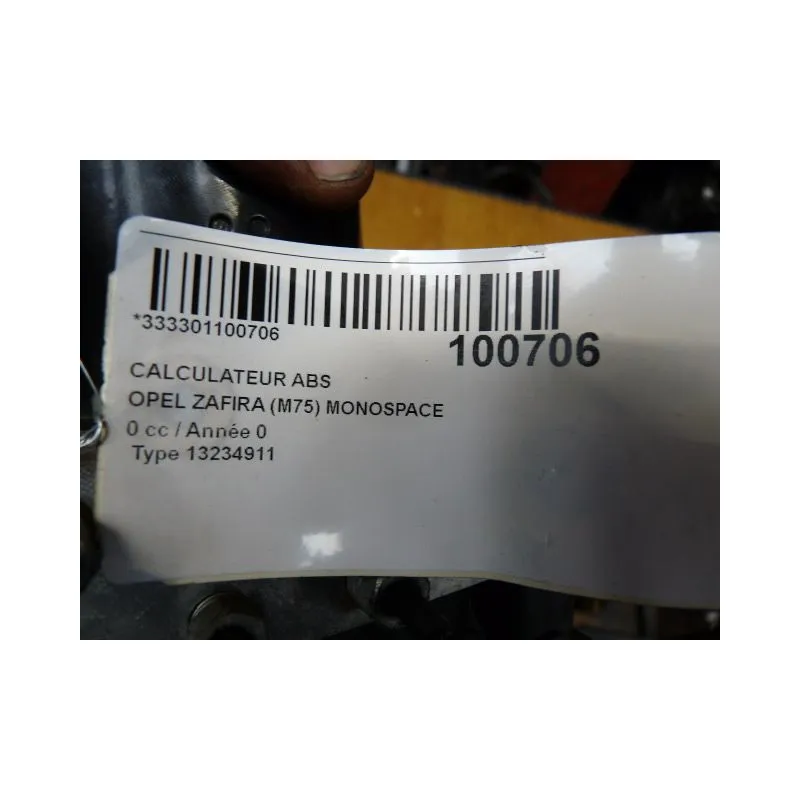 *333301100706
100706
CALCULATEUR ABS
OPEL ZAFIRA (M75) MONOSPACE
0 cc / Année 0
Type 13234911